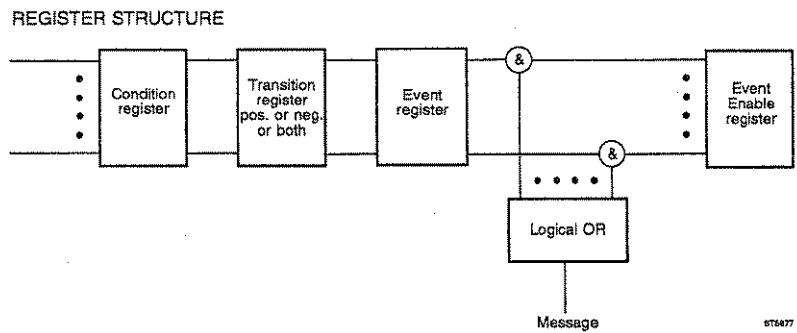 REGISTER STRUCTURE
Condition
register
Transition
register
pos. or neg.
or both
Event
register
&
Event
Enable
register
&
Logical OR
Message
ST6077